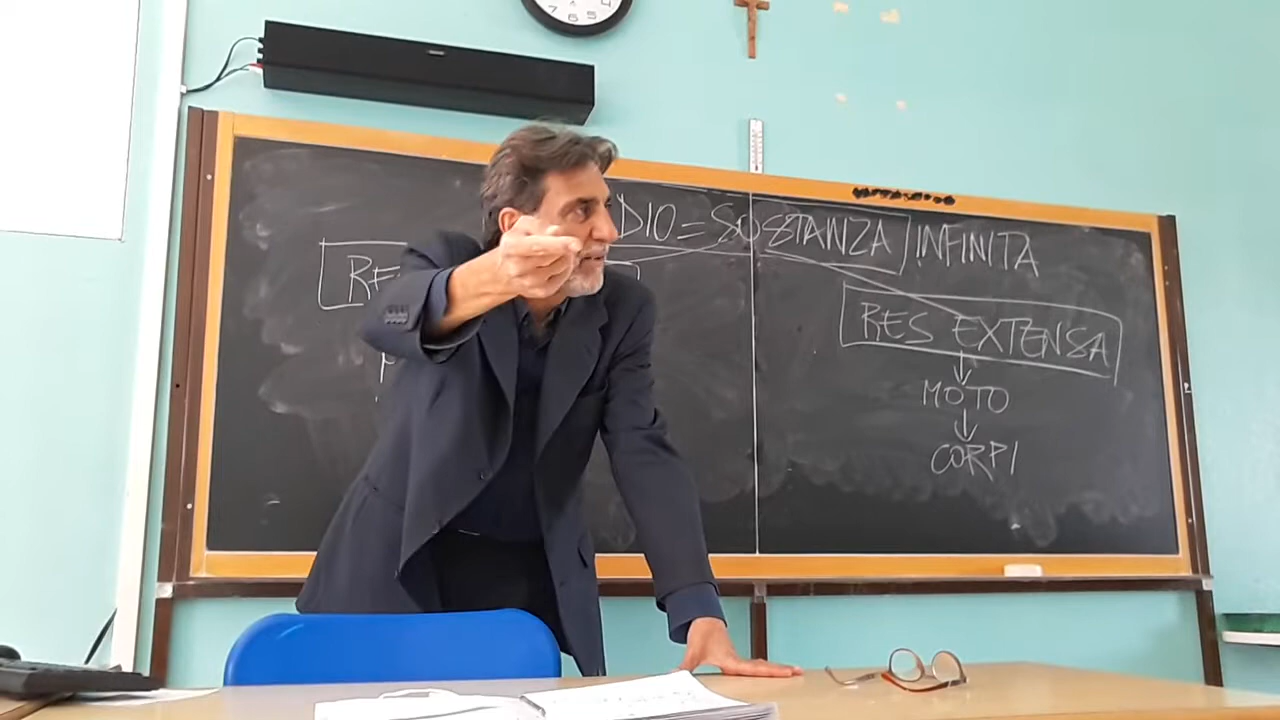 DIO = SOSTANZA INFINITA
RES EXTENSA
↓
MOTO
↓
CORPI